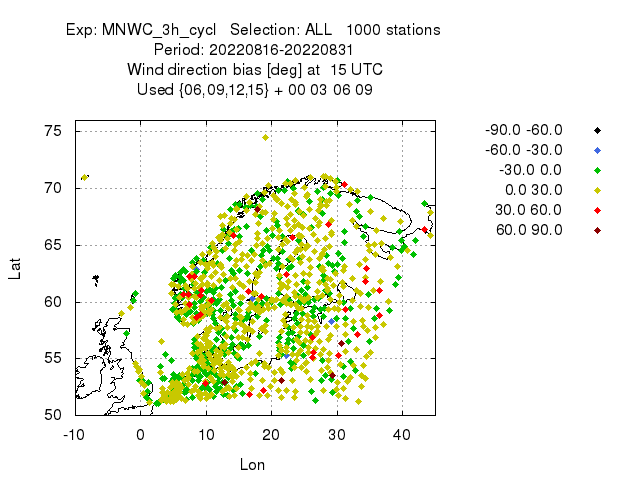 Exp: MNWC_3h_cycl   Selection: ALL   1000 stations
Period: 20220816-20220831
Wind direction bias [deg] at  15 UTC
Used {06,09,12,15} + 00 03 06 09
-90.0 -60.0
-60.0 -30.0
-30.0 0.0
0.0 30.0
30.0 60.0
60.0 90.0
75
70
65
60
55
50
Lat
-10 0 10 20 30 40
Lon